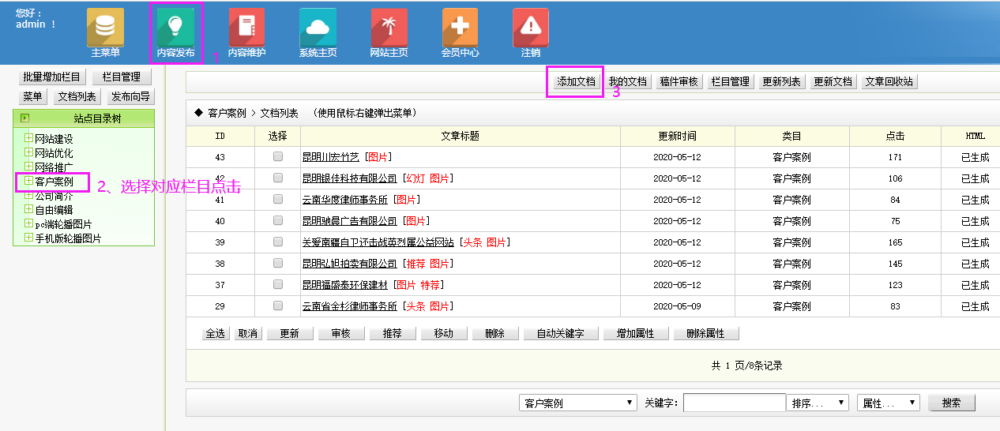 您好：
admin ！
主菜单 内容发布 内容维护 系统主页 网站主页 会员中心 注销
1
批量增加栏目 栏目管理
菜单 文档列表 发布向导
站点目录树
网站建设
网站优化
网络推广
客户案例
2、选择对应栏目点击
公司简介
自由编辑
pc端轮播图片
手机版轮播图片
添加文档 我的文档 稿件审核 栏目管理 更新列表 更新文档 文章回收站
3
◆ 客户案例 > 文档列表 （使用鼠标右键弹出菜单）
ID 选择 文章标题 更新时间 类目 点击 HTML
43 昆明川宏竹艺 [图片] 2020-05-12 客户案例 171 已生成
42 昆明银佳科技有限公司 [幻灯 图片] 2020-05-12 客户案例 106 已生成
41 云南华度律师事务所 [图片] 2020-05-12 客户案例 84 已生成
40 昆明驰晨广告有限公司 [图片] 2020-05-12 客户案例 75 已生成
39 关爱南疆自卫还击战英烈属公益网站 [头条 图片] 2020-05-12 客户案例 165 已生成
38 昆明弘旭拍卖有限公司 [推荐 图片] 2020-05-12 客户案例 145 已生成
37 昆明福盛泰环保建材 [图片 特荐] 2020-05-12 客户案例 123 已生成
29 云南省金杉律师事务所 [头条 图片] 2020-05-09 客户案例 83 已生成
全选 取消 更新 审核 推荐 移动 删除 自动关键字 增加属性 删除属性
共 1 页/8条记录
客户案例 关键字： 排序... 属性... 搜索